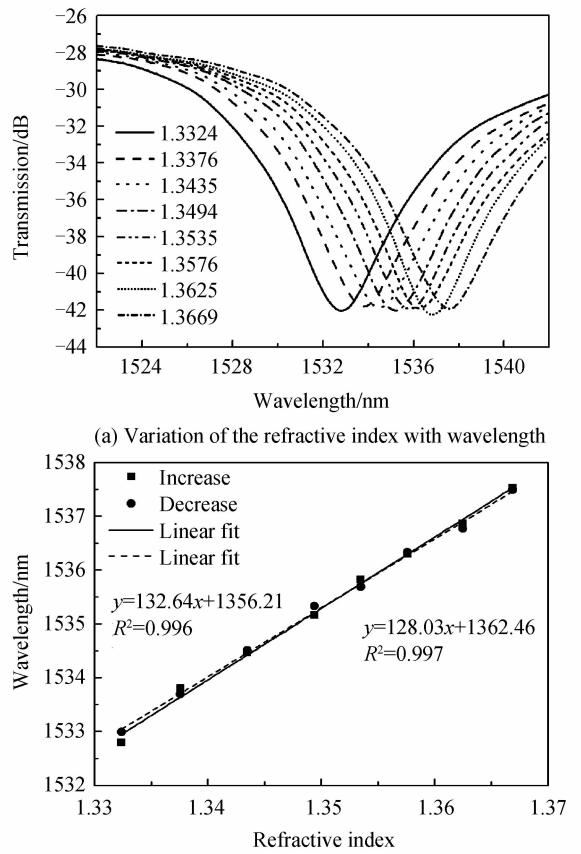 −26
−28
−30
−32
−34
−36
−38
−40
−42
−44
Transmission/dB
1.3324
1.3376
1.3435
1.3494
1.3535
1.3576
1.3625
1.3669
1524 1528 1532 1536 1540
Wavelength/nm
(a) Variation of the refractive index with wavelength
1538
1537
1536
1535
1534
1533
1532
Wavelength/nm
Increase
Decrease
Linear fit
Linear fit
y=132.64x+1356.21
R²=0.996
y=128.03x+1362.46
R²=0.997
1.33 1.34 1.35 1.36 1.37
Refractive index